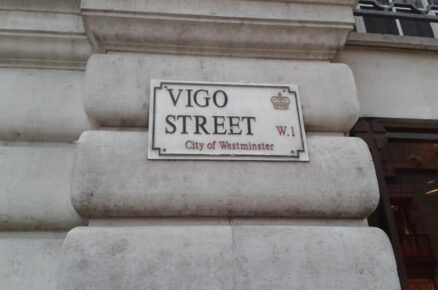 VIGO
STREET W.1
City of Westminster